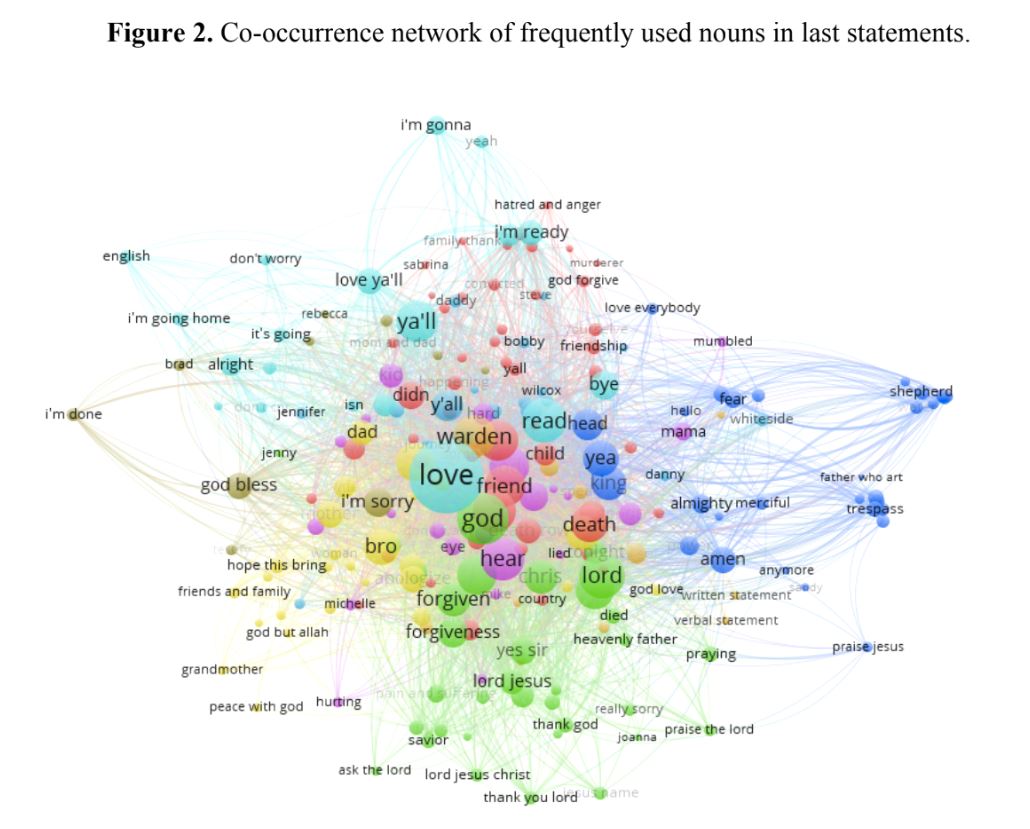 Figure 2. Co-occurrence network of frequently used nouns in last statements.
i'm gonna
yeah
hatred and anger
i'm ready
family
thank
english
don't worry
sabrina
murderer
love ya'll
convicted
god forgive
steve
daddy
love everybody
i'm going home
rebecca
ya'll
it's going
mom and dad
bobby
friendship
mumbled
brad
alright
yall
kid
happening
bye
wilcox
shepherd
didn
fear
i'm done
jennifer
isn
y'all
hard
hello
whiteside
read
head
dad
warden
mama
jenny
child
yea
love
danny
god bless
friend
king
father who art
i'm sorry
almighty
merciful
trespass
mother
god
death
bro
eye
hear
lied
tonight
woman
amen
hope this bring
anymore
apologize
chris
lord
friends and family
god love
written statement
sandy
michelle
forgiven
country
died
verbal statement
god but allah
forgiveness
heavenly father
yes sir
praying
praise jesus
grandmother
lord jesus
pain and suffering
hurting
peace with god
really sorry
thank god
joanna
praise the lord
savior
ask the lord
lord jesus christ
thank you lord
jesus name